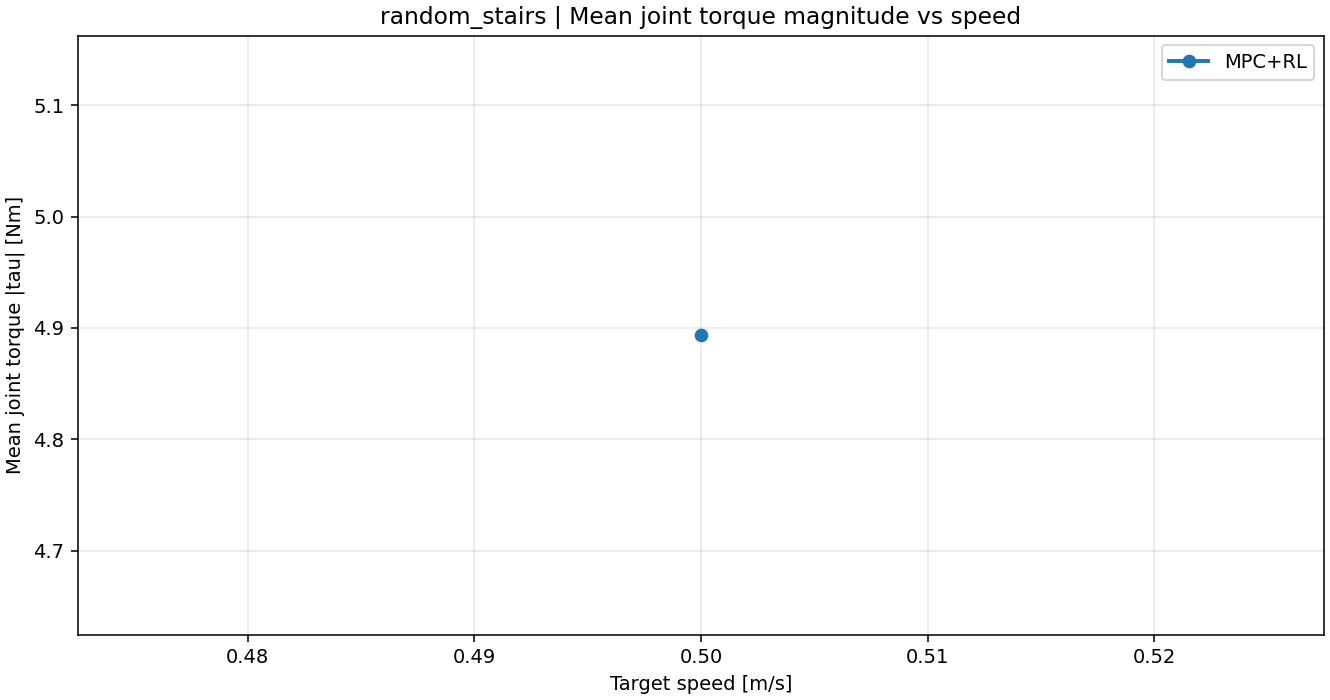 random_stairs | Mean joint torque magnitude vs speed
MPC+RL
Mean joint torque |tau| [Nm]
5.1
5.0
4.9
4.8
4.7
0.48 0.49 0.50 0.51 0.52
Target speed [m/s]